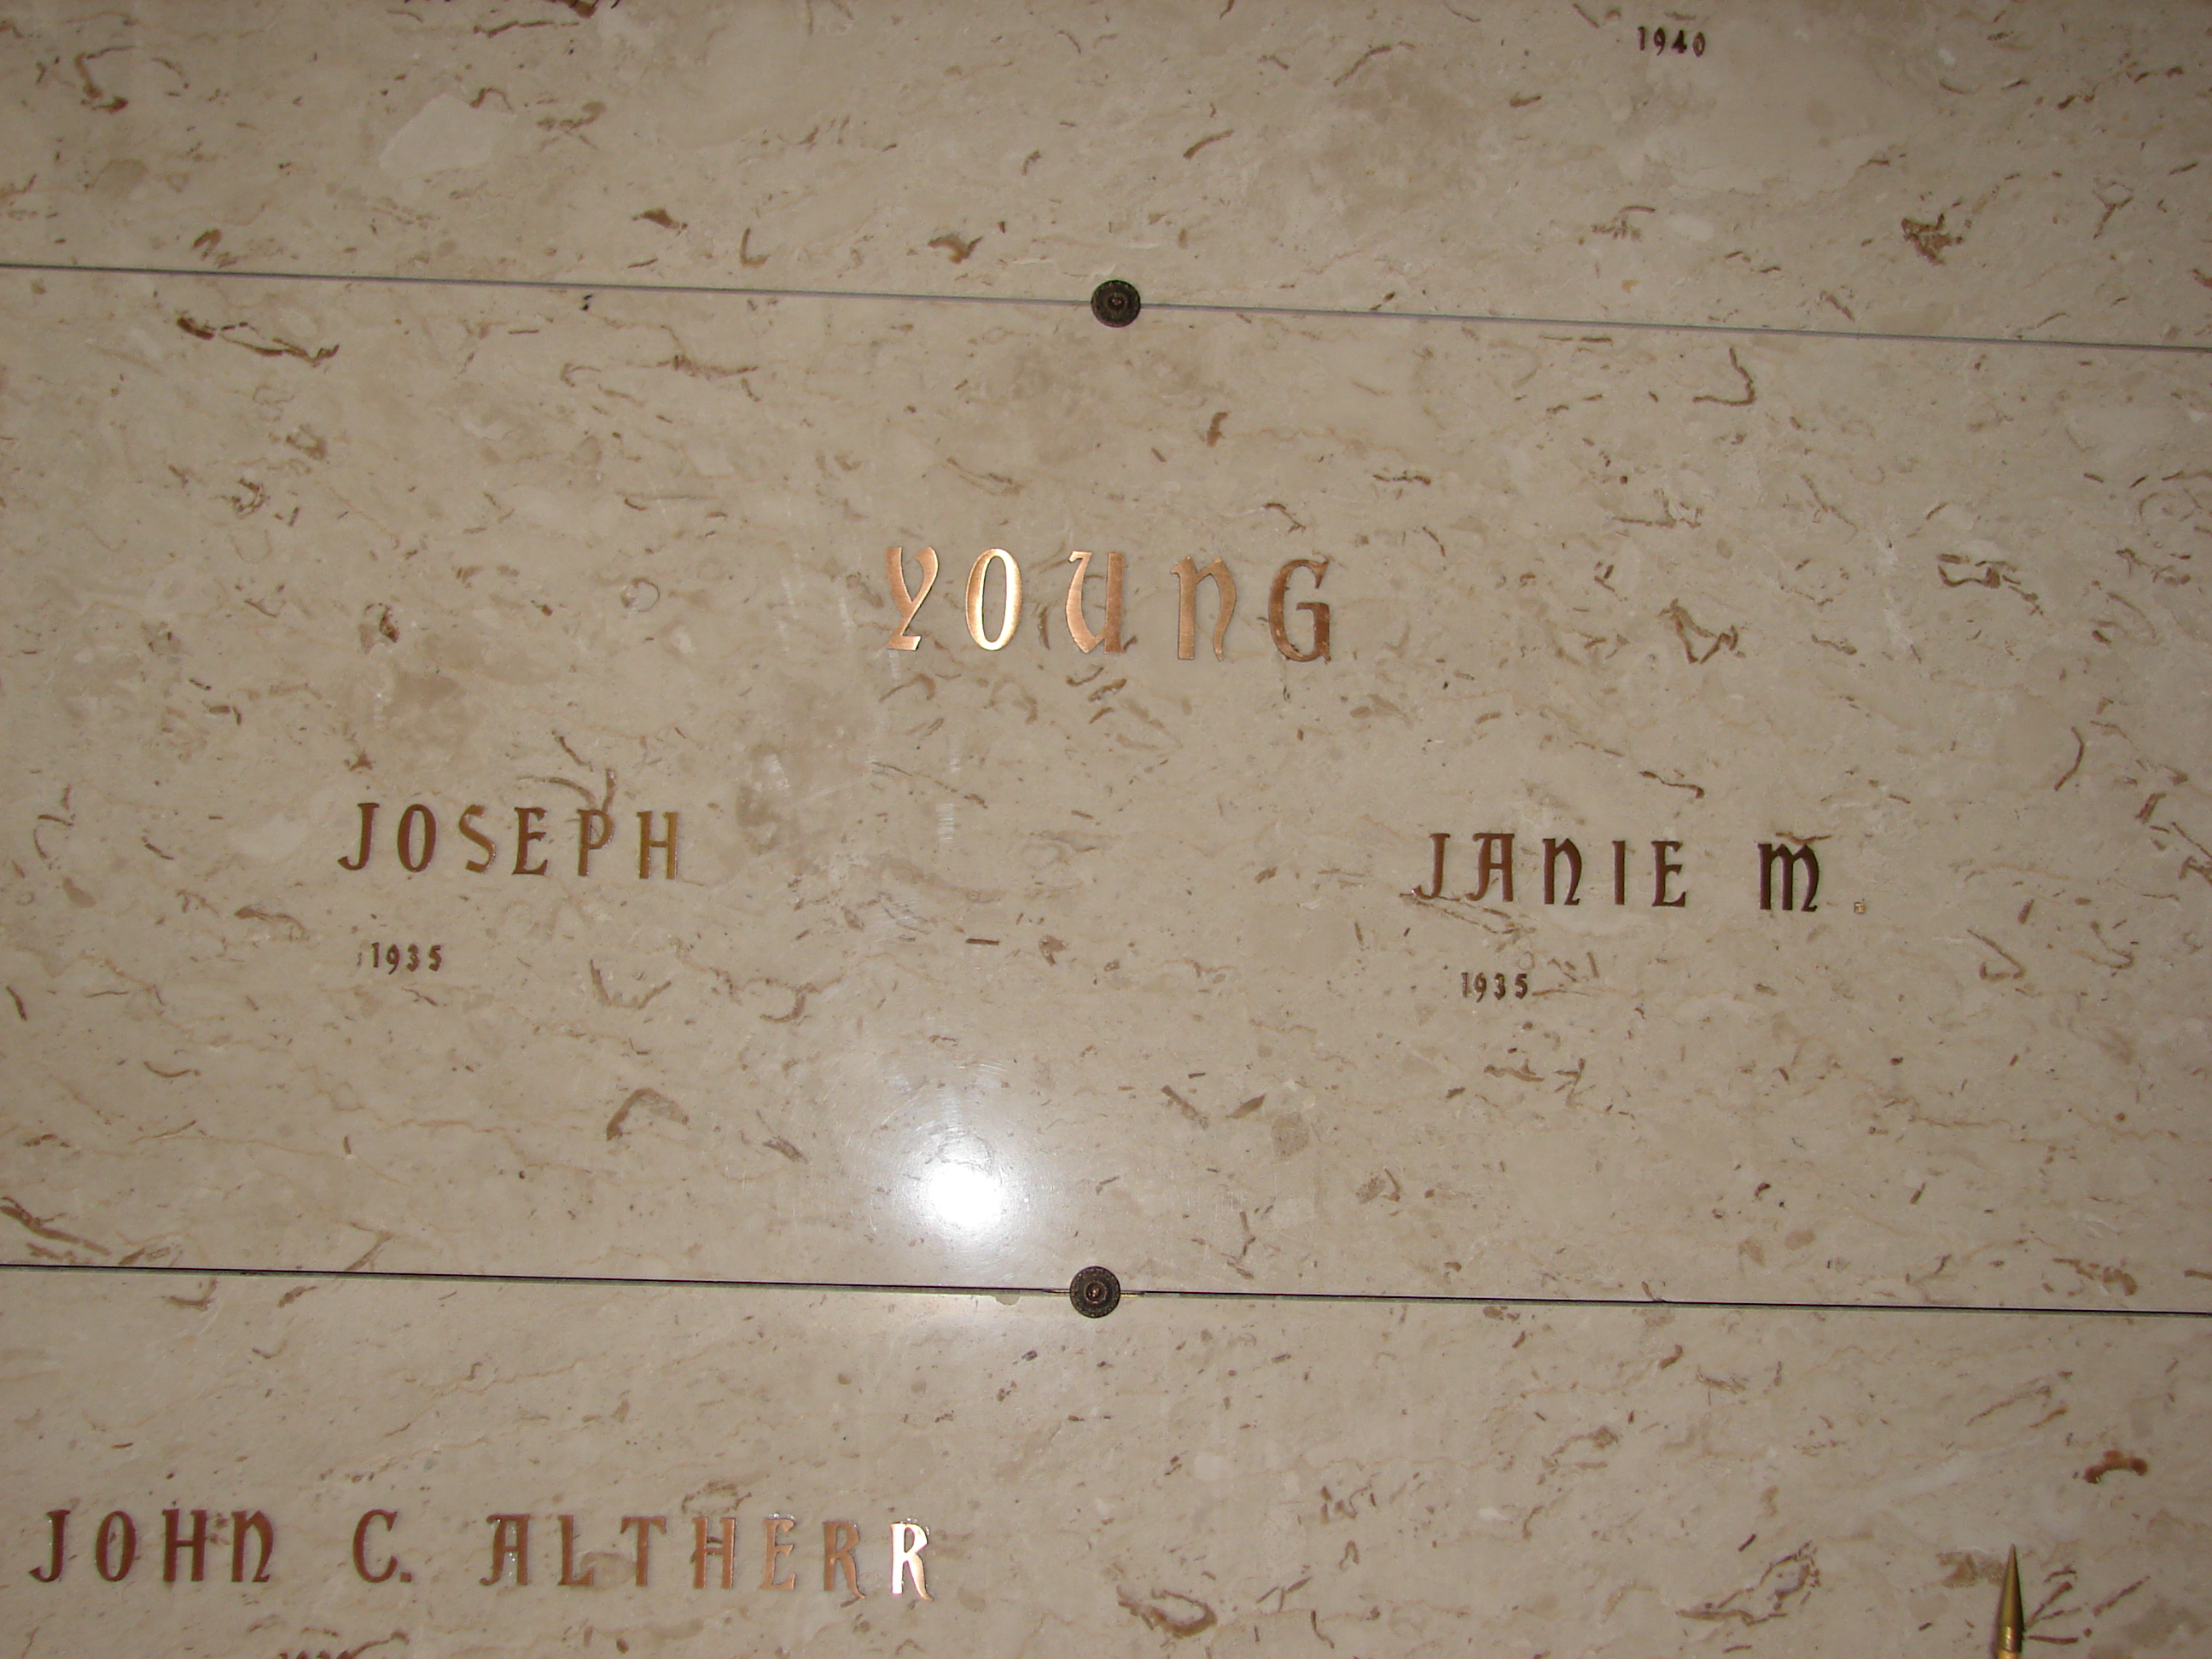 1940
YOUNG
JOSEPH
JANIE M.
1935
1935
JOHN C. ALTHERR